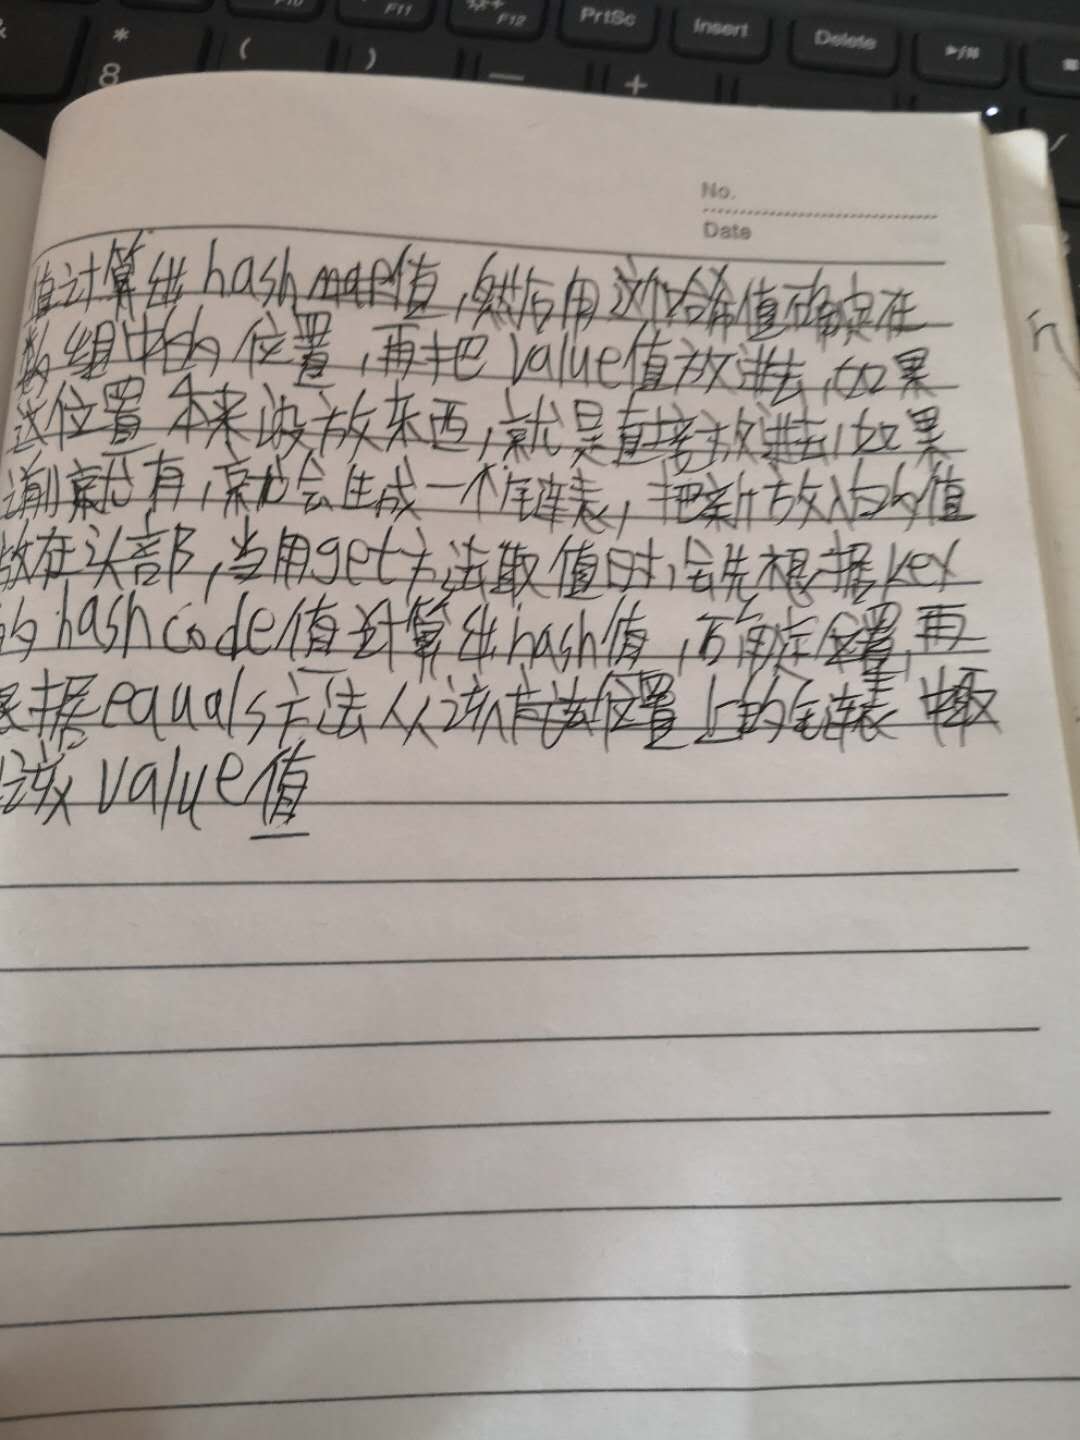 F11
F12
PrtSc
Insert
Delete
*
8
(
)
—
+
No.
Date
值计算出hashmap值,然后用这个哈希值确定在
数组中的位置,再把value值放进去,如果
这位置本来没放东西,就是直接放进去,如果
前就有,就会生成一个链表,把新放入的值
放在头部,当用get方法取值时,会先根据key
的hashcode值计算出hash值,确定位置,再
根据equals方法从该位置上的链表中取
该value值